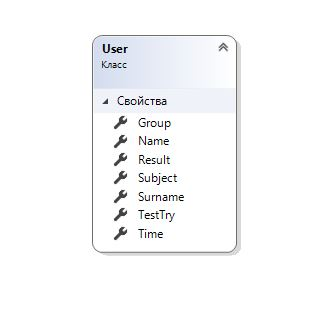 User
Класс
Свойства
Group
Name
Result
Subject
Surname
TestTry
Time